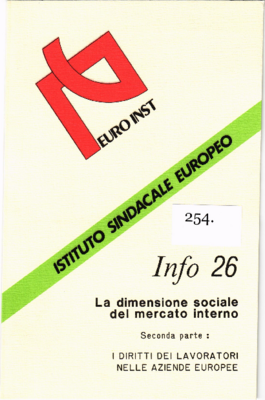 EURO INST
ISTITUTO SINDACALE EUROPEO
254.
Info 26
La dimensione sociale
del mercato interno
Seconda parte :
I DIRITTI DEI LAVORATORI
NELLE AZIENDE EUROPEE